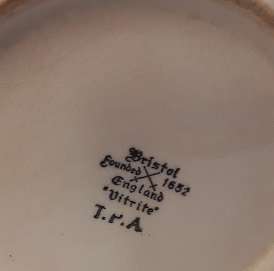 Bristol
Founded 1652
England
"Vitrite"
T.P.A